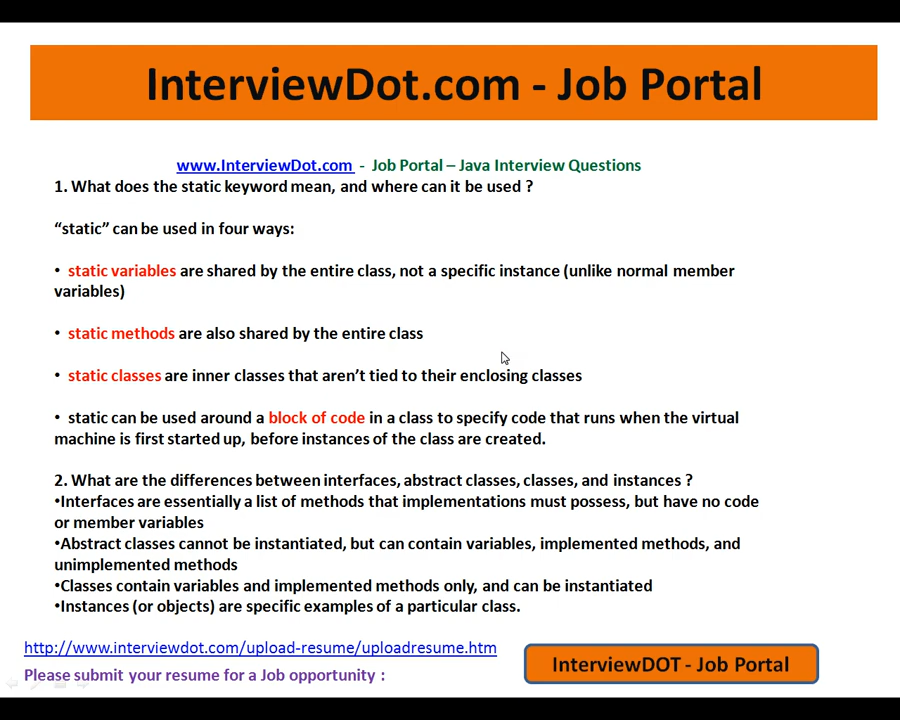 InterviewDot.com - Job Portal
www.InterviewDot.com - Job Portal – Java Interview Questions
1. What does the static keyword mean, and where can it be used ?
“static” can be used in four ways:
• static variables are shared by the entire class, not a specific instance (unlike normal member
variables)
• static methods are also shared by the entire class
• static classes are inner classes that aren’t tied to their enclosing classes
• static can be used around a block of code in a class to specify code that runs when the virtual
machine is first started up, before instances of the class are created.
2. What are the differences between interfaces, abstract classes, classes, and instances ?
•Interfaces are essentially a list of methods that implementations must possess, but have no code
or member variables
•Abstract classes cannot be instantiated, but can contain variables, implemented methods, and
unimplemented methods
•Classes contain variables and implemented methods only, and can be instantiated
•Instances (or objects) are specific examples of a particular class.
http://www.interviewdot.com/upload-resume/uploadresume.htm
Please submit your resume for a Job opportunity :
InterviewDOT - Job Portal